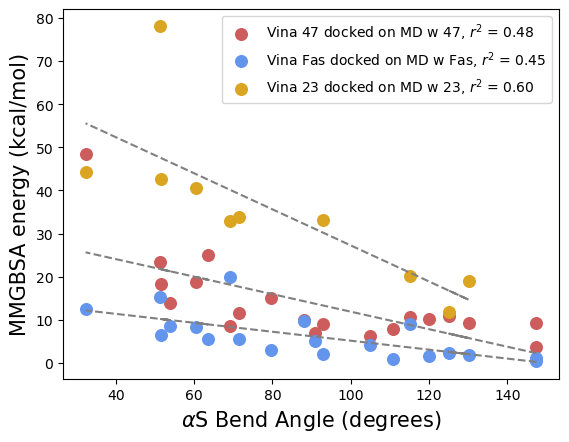 80
70
60
50
40
30
20
10
0
MMGBSA energy (kcal/mol)
Vina 47 docked on MD w 47, r² = 0.48
Vina Fas docked on MD w Fas, r² = 0.45
Vina 23 docked on MD w 23, r² = 0.60
40 60 80 100 120 140
αS Bend Angle (degrees)